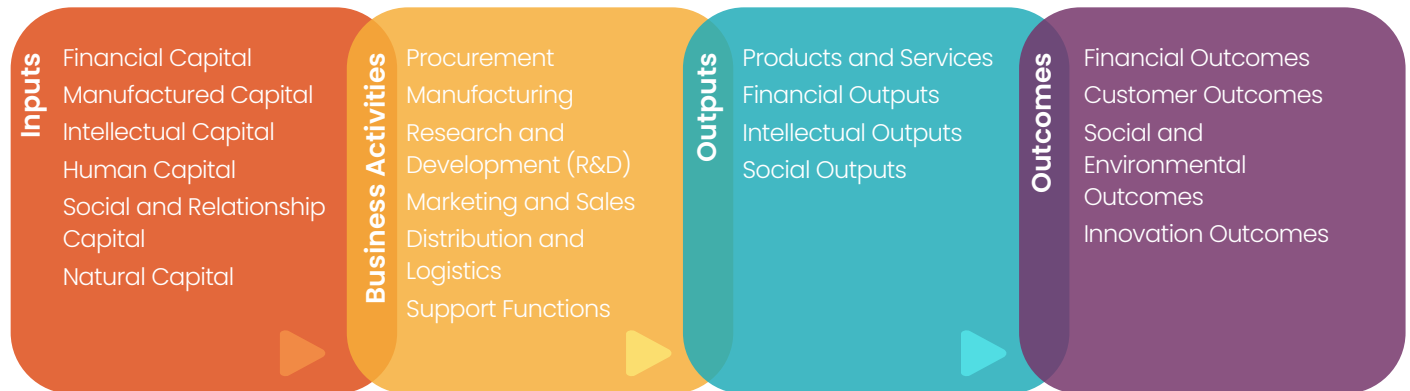 Inputs
Financial Capital
Manufactured Capital
Intellectual Capital
Human Capital
Social and Relationship
Capital
Natural Capital
Business Activities
Procurement
Manufacturing
Research and
Development (R&D)
Marketing and Sales
Distribution and
Logistics
Support Functions
Outputs
Products and Services
Financial Outputs
Intellectual Outputs
Social Outputs
Outcomes
Financial Outcomes
Customer Outcomes
Social and
Environmental
Outcomes
Innovation Outcomes